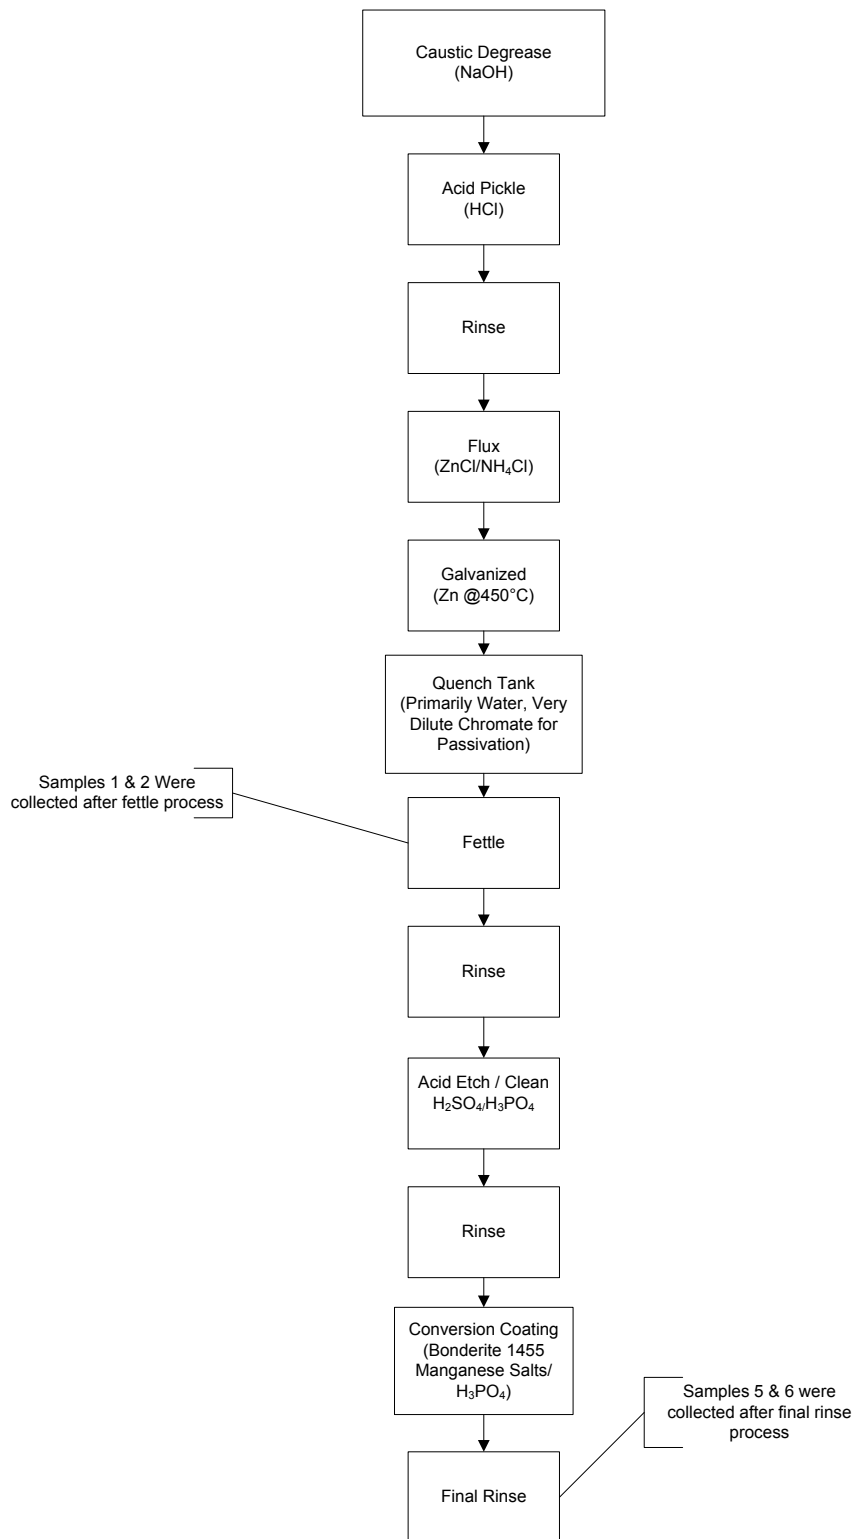 Caustic Degrease
(NaOH)
Acid Pickle
(HCl)
Rinse
Flux
(ZnCl/NH₄Cl)
Galvanized
(Zn @450°C)
Quench Tank
(Primarily Water, Very
Dilute Chromate for
Passivation)
Samples 1 & 2 Were
collected after fettle process
Fettle
Rinse
Acid Etch / Clean
H₂SO₄/H₃PO₄
Rinse
Conversion Coating
(Bonderite 1455
Manganese Salts/
H₃PO₄)
Samples 5 & 6 were
collected after final rinse
process
Final Rinse